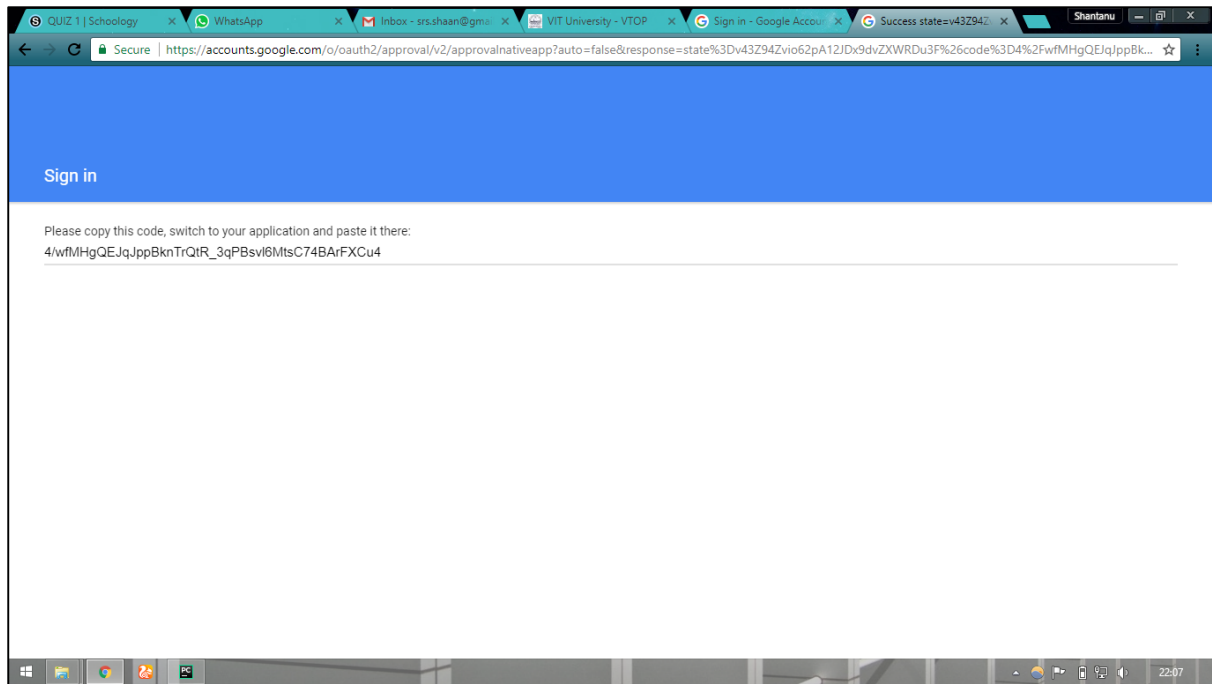 QUIZ 1 | Schoology
WhatsApp
Inbox - srs.shaan@gmai
VIT University - VTOP
Sign in - Google Accoun
Success state=v43Z94Z
Shantanu
Secure | https://accounts.google.com/o/oauth2/approval/v2/approvalnativeapp?auto=false&response=state%3Dv43Z94Zvio62pA12JDx9dvZXWRDu3F%26code%3D4%2FwfMHgQEJqJppBk...
Sign in
Please copy this code, switch to your application and paste it there:
4/wfMHgQEJqJppBknTrQtR_3qPBsvl6MtsC74BArFXCu4
PC
22:07